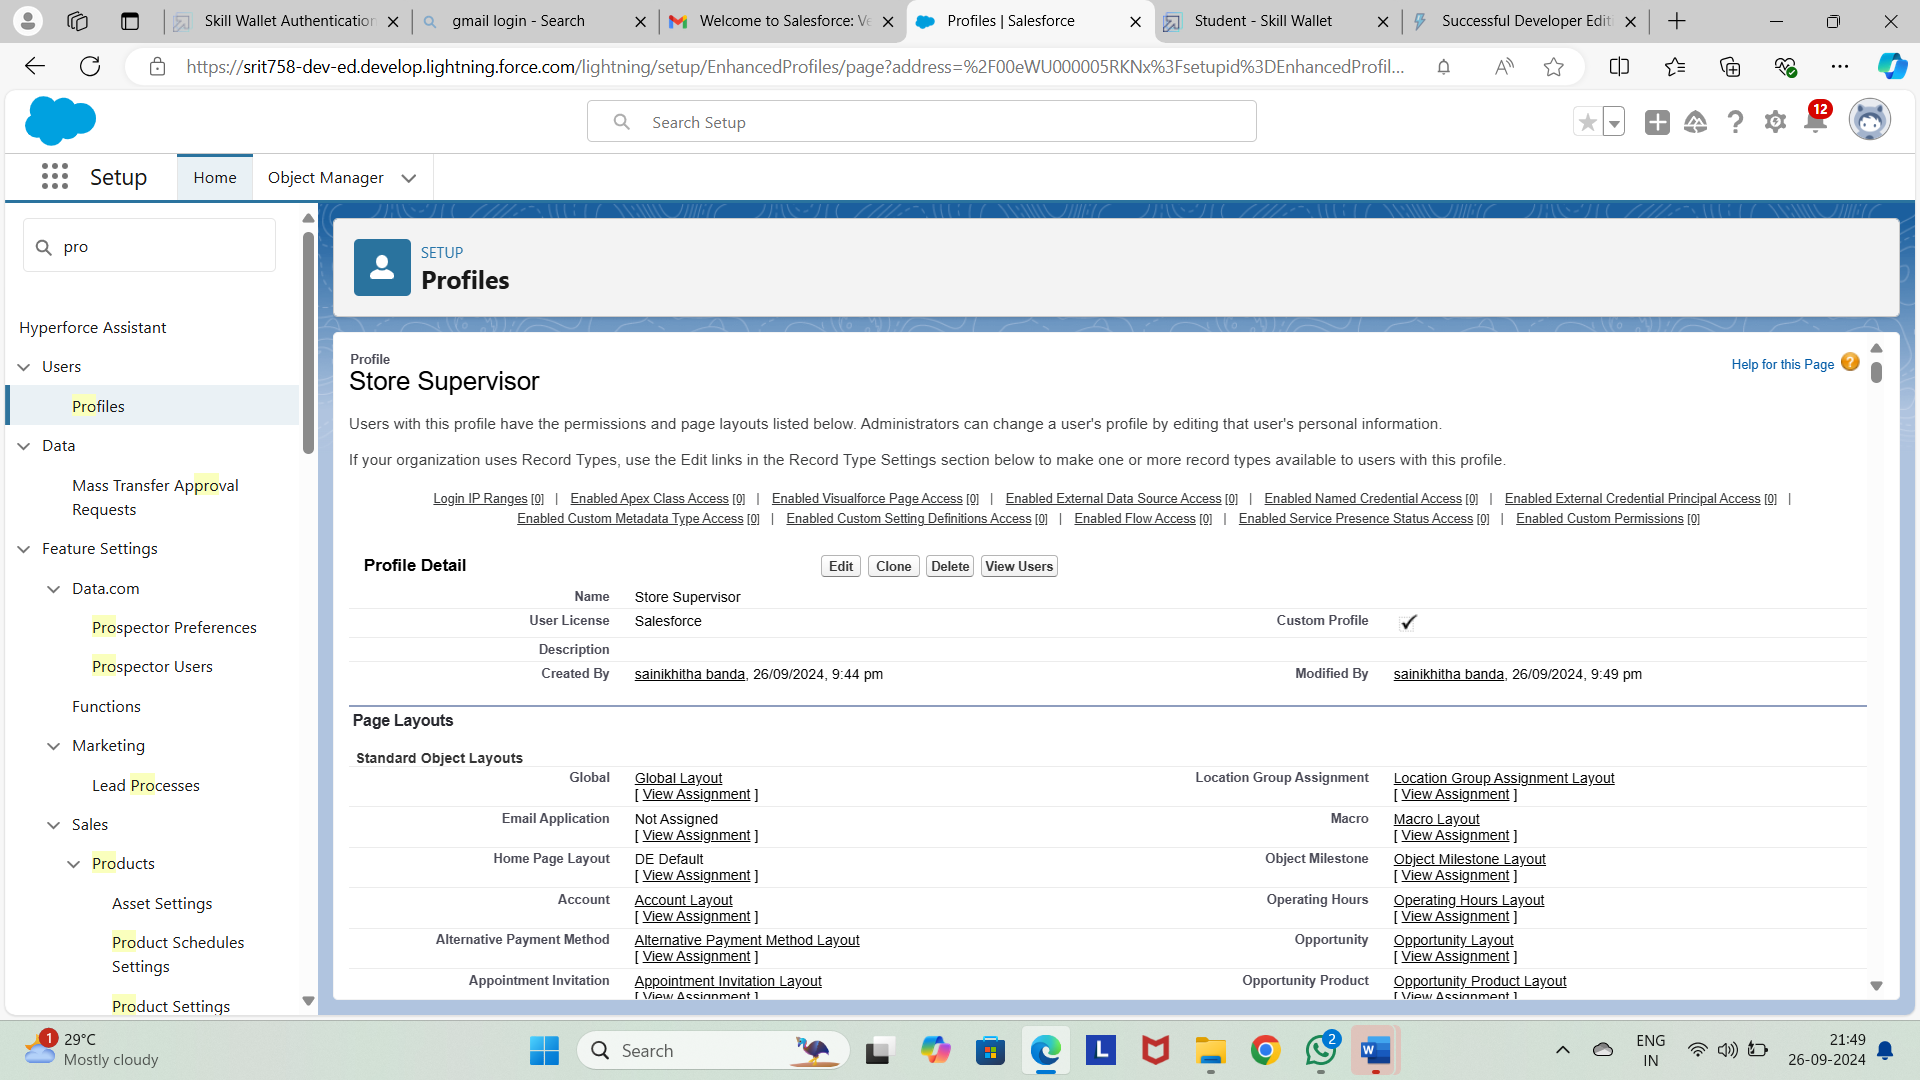 Skill Wallet Authentication
gmail login - Search
Welcome to Salesforce: Ve
Profiles | Salesforce
Student - Skill Wallet
Successful Developer Editi
https://srit758-dev-ed.develop.lightning.force.com/lightning/setup/EnhancedProfiles/page?address=%2F00eWU000005RKNx%3Fsetupid%3DEnhancedProfil...
Search Setup
12
Setup
Home
Object Manager
pro
Hyperforce Assistant
Users
Profiles
Data
Mass Transfer Approval
Requests
Feature Settings
Data.com
Prospector Preferences
Prospector Users
Functions
Marketing
Lead Processes
Sales
Products
Asset Settings
Product Schedules
Settings
Product Settings
SETUP
Profiles
Profile
Store Supervisor
Help for this Page ?
Users with this profile have the permissions and page layouts listed below. Administrators can change a user's profile by editing that user's personal information.
If your organization uses Record Types, use the Edit links in the Record Type Settings section below to make one or more record types available to users with this profile.
Login IP Ranges [0] | Enabled Apex Class Access [0] | Enabled Visualforce Page Access [0] | Enabled External Data Source Access [0] | Enabled Named Credential Access [0] | Enabled External Credential Principal Access [0] |
Enabled Custom Metadata Type Access [0] | Enabled Custom Setting Definitions Access [0] | Enabled Flow Access [0] | Enabled Service Presence Status Access [0] | Enabled Custom Permissions [0]
Profile Detail
Edit Clone Delete View Users
Name Store Supervisor
User License Salesforce Custom Profile
Description
Created By sainikhitha banda, 26/09/2024, 9:44 pm Modified By sainikhitha banda, 26/09/2024, 9:49 pm
Page Layouts
Standard Object Layouts
Global Global Layout Location Group Assignment Location Group Assignment Layout
[ View Assignment ] [ View Assignment ]
Email Application Not Assigned Macro Macro Layout
[ View Assignment ] [ View Assignment ]
Home Page Layout DE Default Object Milestone Object Milestone Layout
[ View Assignment ] [ View Assignment ]
Account Account Layout Operating Hours Operating Hours Layout
[ View Assignment ] [ View Assignment ]
Alternative Payment Method Alternative Payment Method Layout Opportunity Opportunity Layout
[ View Assignment ] [ View Assignment ]
Appointment Invitation Appointment Invitation Layout Opportunity Product Opportunity Product Layout
[ View Assignment ] [ View Assignment ]
1
29°C
Mostly cloudy
Search
L
2
W
ENG
IN
21:49
26-09-2024